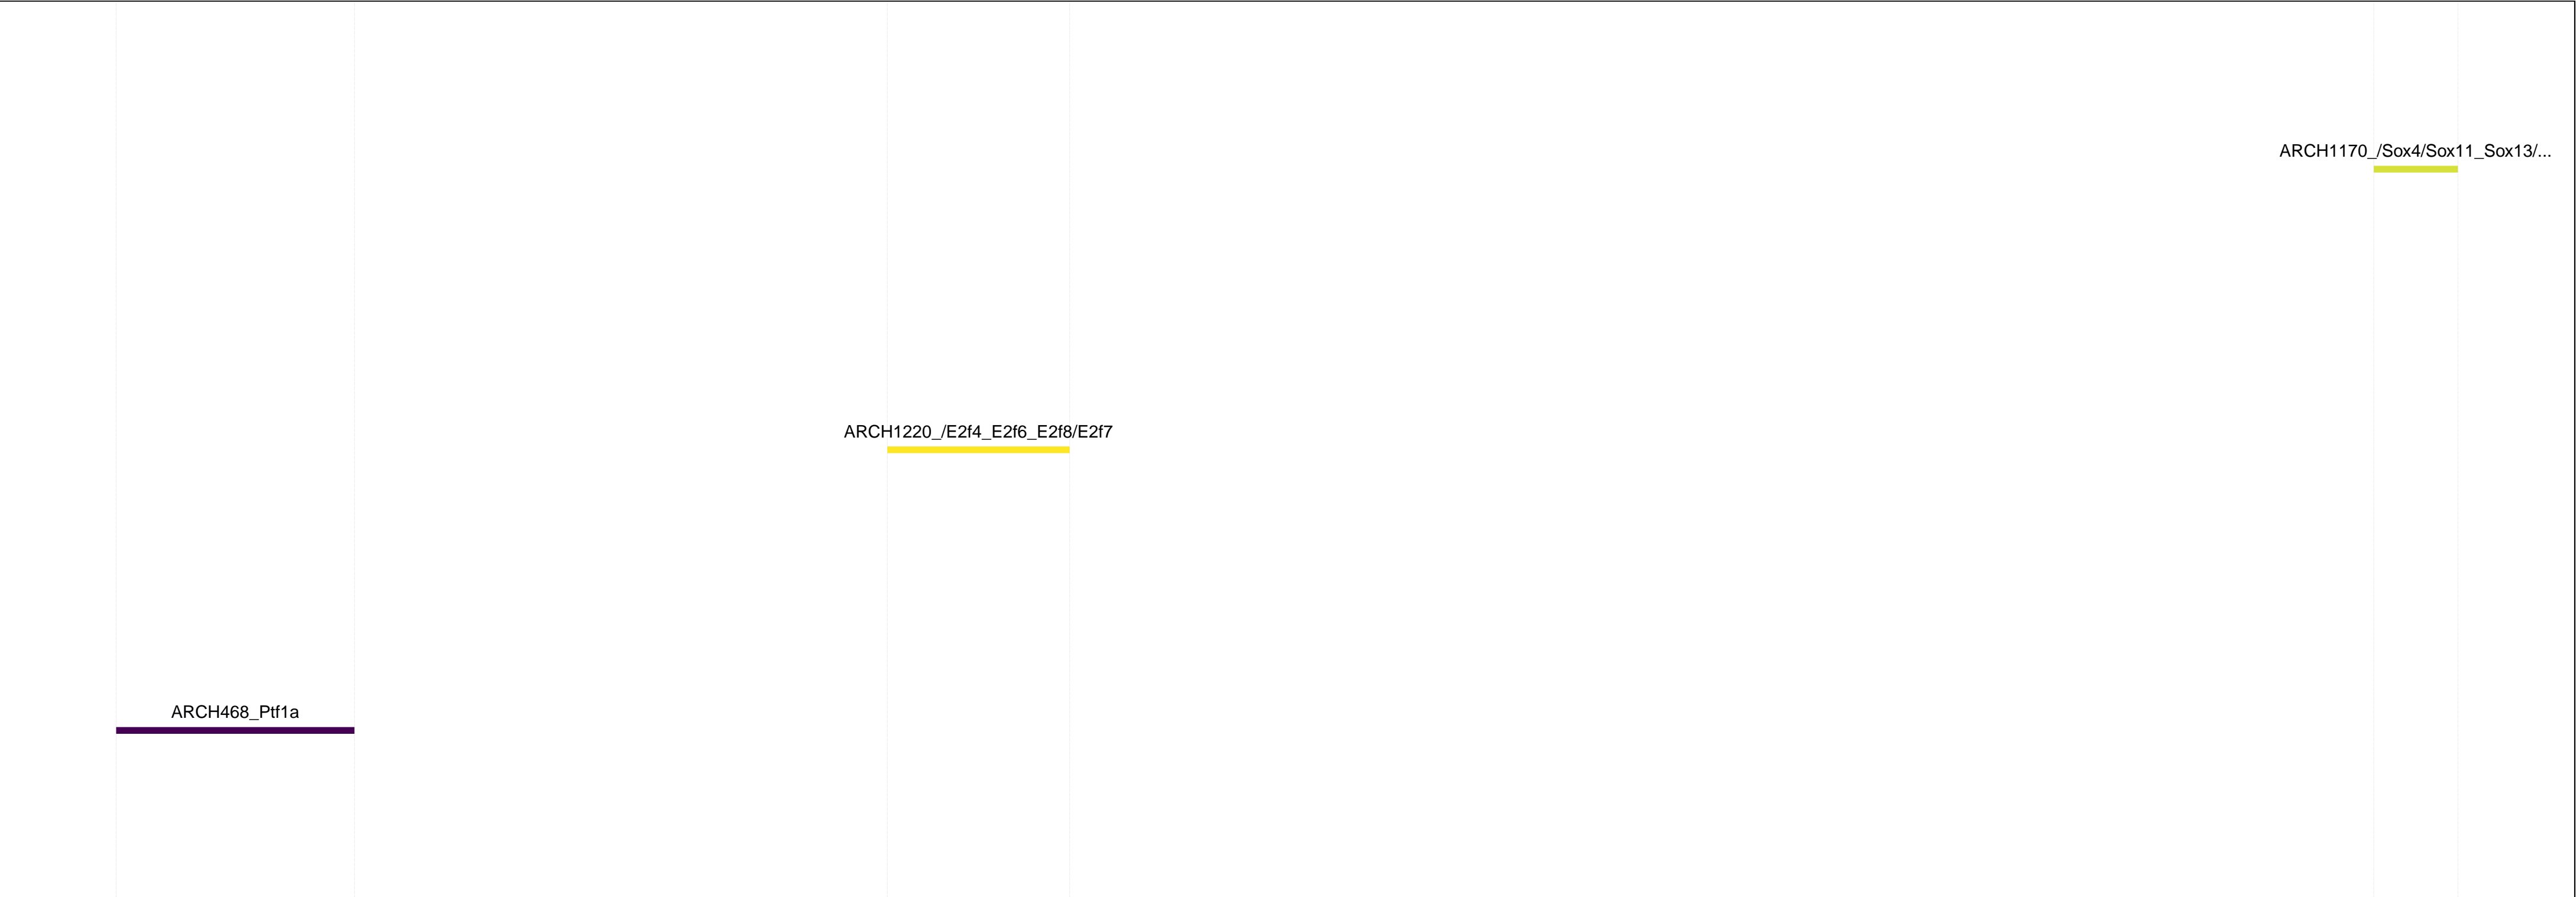 ARCH1170_/Sox4/Sox11_Sox13/...
ARCH1220_/E2f4_E2f6_E2f8/E2f7
ARCH468_Ptf1a